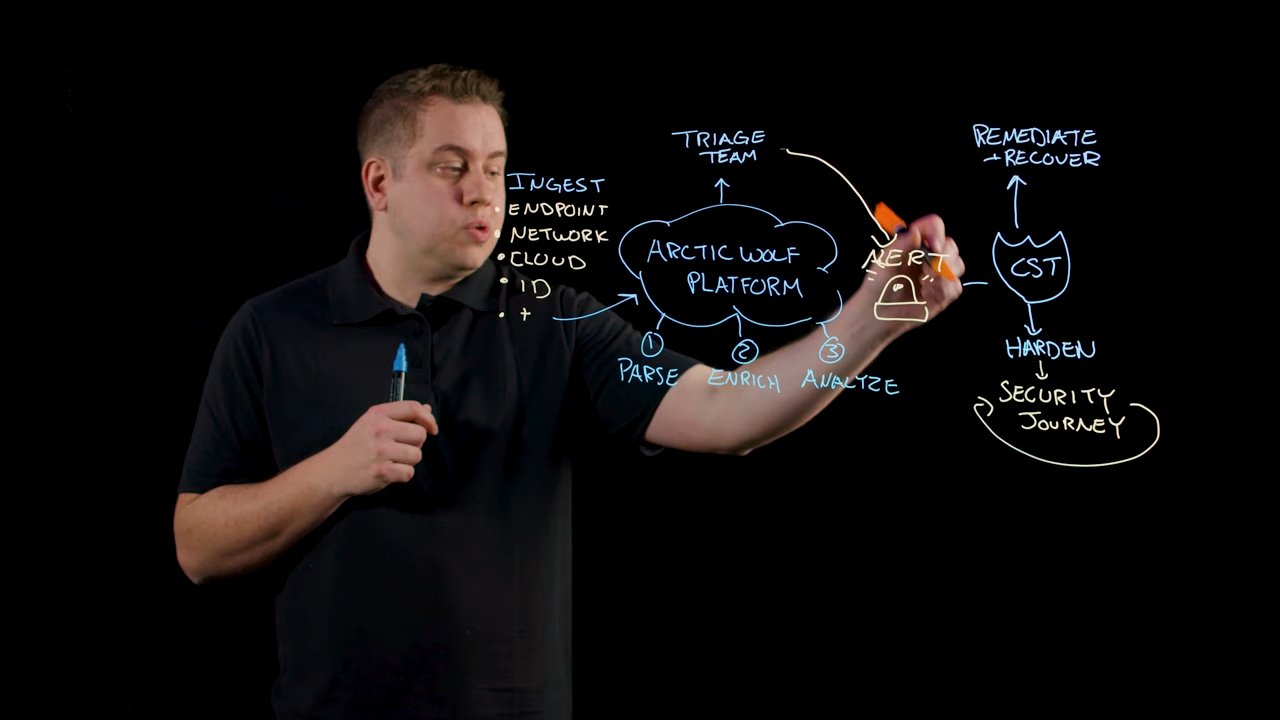 TRIAGE
TEAM
REMEDIATE
+RECOVER
INGEST
• ENDPOINT
• NETWORK
• CLOUD
• ID
• +
ARCTIC WOLF
PLATFORM
ALERT
CST
① PARSE
② ENRICH
③ ANALYZE
HARDEN
SECURITY
JOURNEY